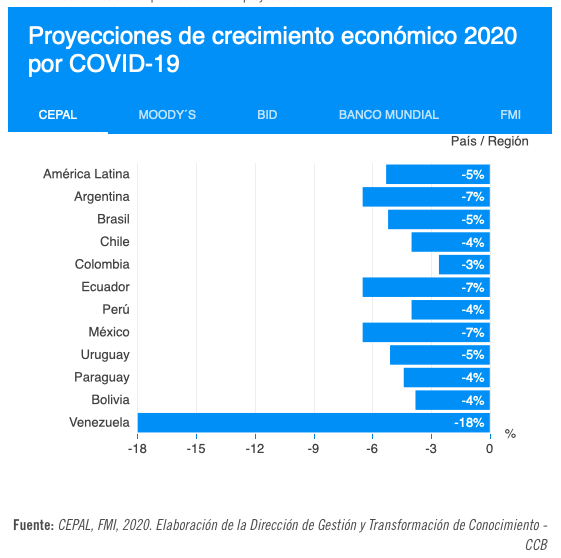 Proyecciones de crecimiento económico 2020
por COVID-19
CEPAL MOODY´S BID BANCO MUNDIAL FMI
País / Región
América Latina -5%
Argentina -7%
Brasil -5%
Chile -4%
Colombia -3%
Ecuador -7%
Perú -4%
México -7%
Uruguay -5%
Paraguay -4%
Bolivia -4%
Venezuela -18%
%
-18 -15 -12 -9 -6 -3 0
Fuente: CEPAL, FMI, 2020. Elaboración de la Dirección de Gestión y Transformación de Conocimiento -
CCB